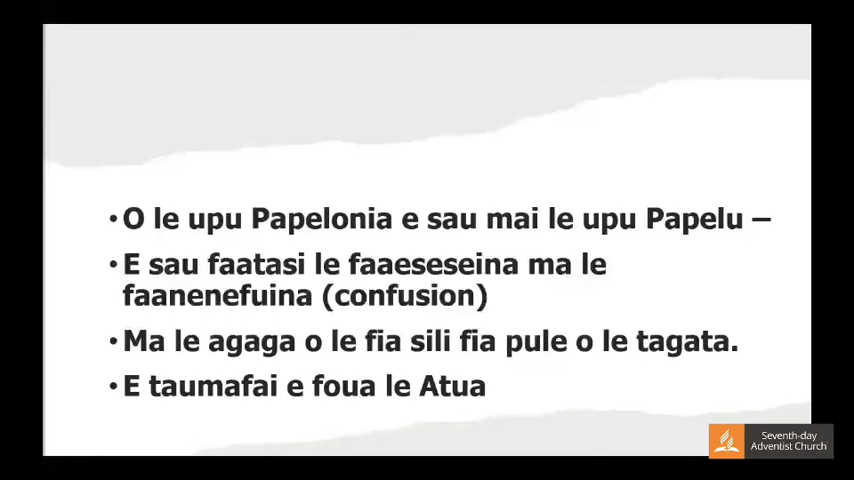 • O le upu Papelonia e sau mai le upu Papelu –
• E sau faatasi le faaeseseina ma le
faanenefuina (confusion)
• Ma le agaga o le fia sili fia pule o le tagata.
• E taumafai e foua le Atua
Seventh-day
Adventist Church